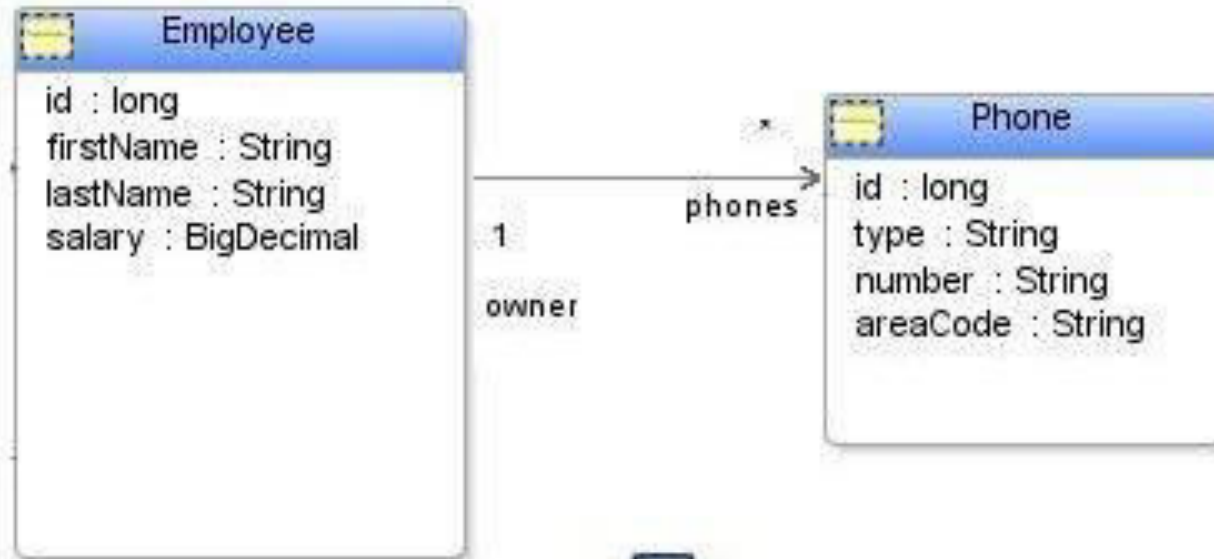 Employee
id : long
firstName : String
lastName : String
salary : BigDecimal
*
phones
1
owner
Phone
id : long
type : String
number : String
areaCode : String